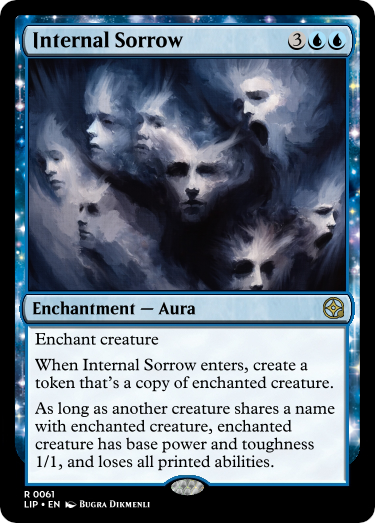 Internal Sorrow 3
Enchantment — Aura
Enchant creature
When Internal Sorrow enters, create a
token that's a copy of enchanted creature.
As long as another creature shares a name
with enchanted creature, enchanted
creature has base power and toughness
1/1, and loses all printed abilities.
R 0061
LIP • EN Bugra Dikmenli